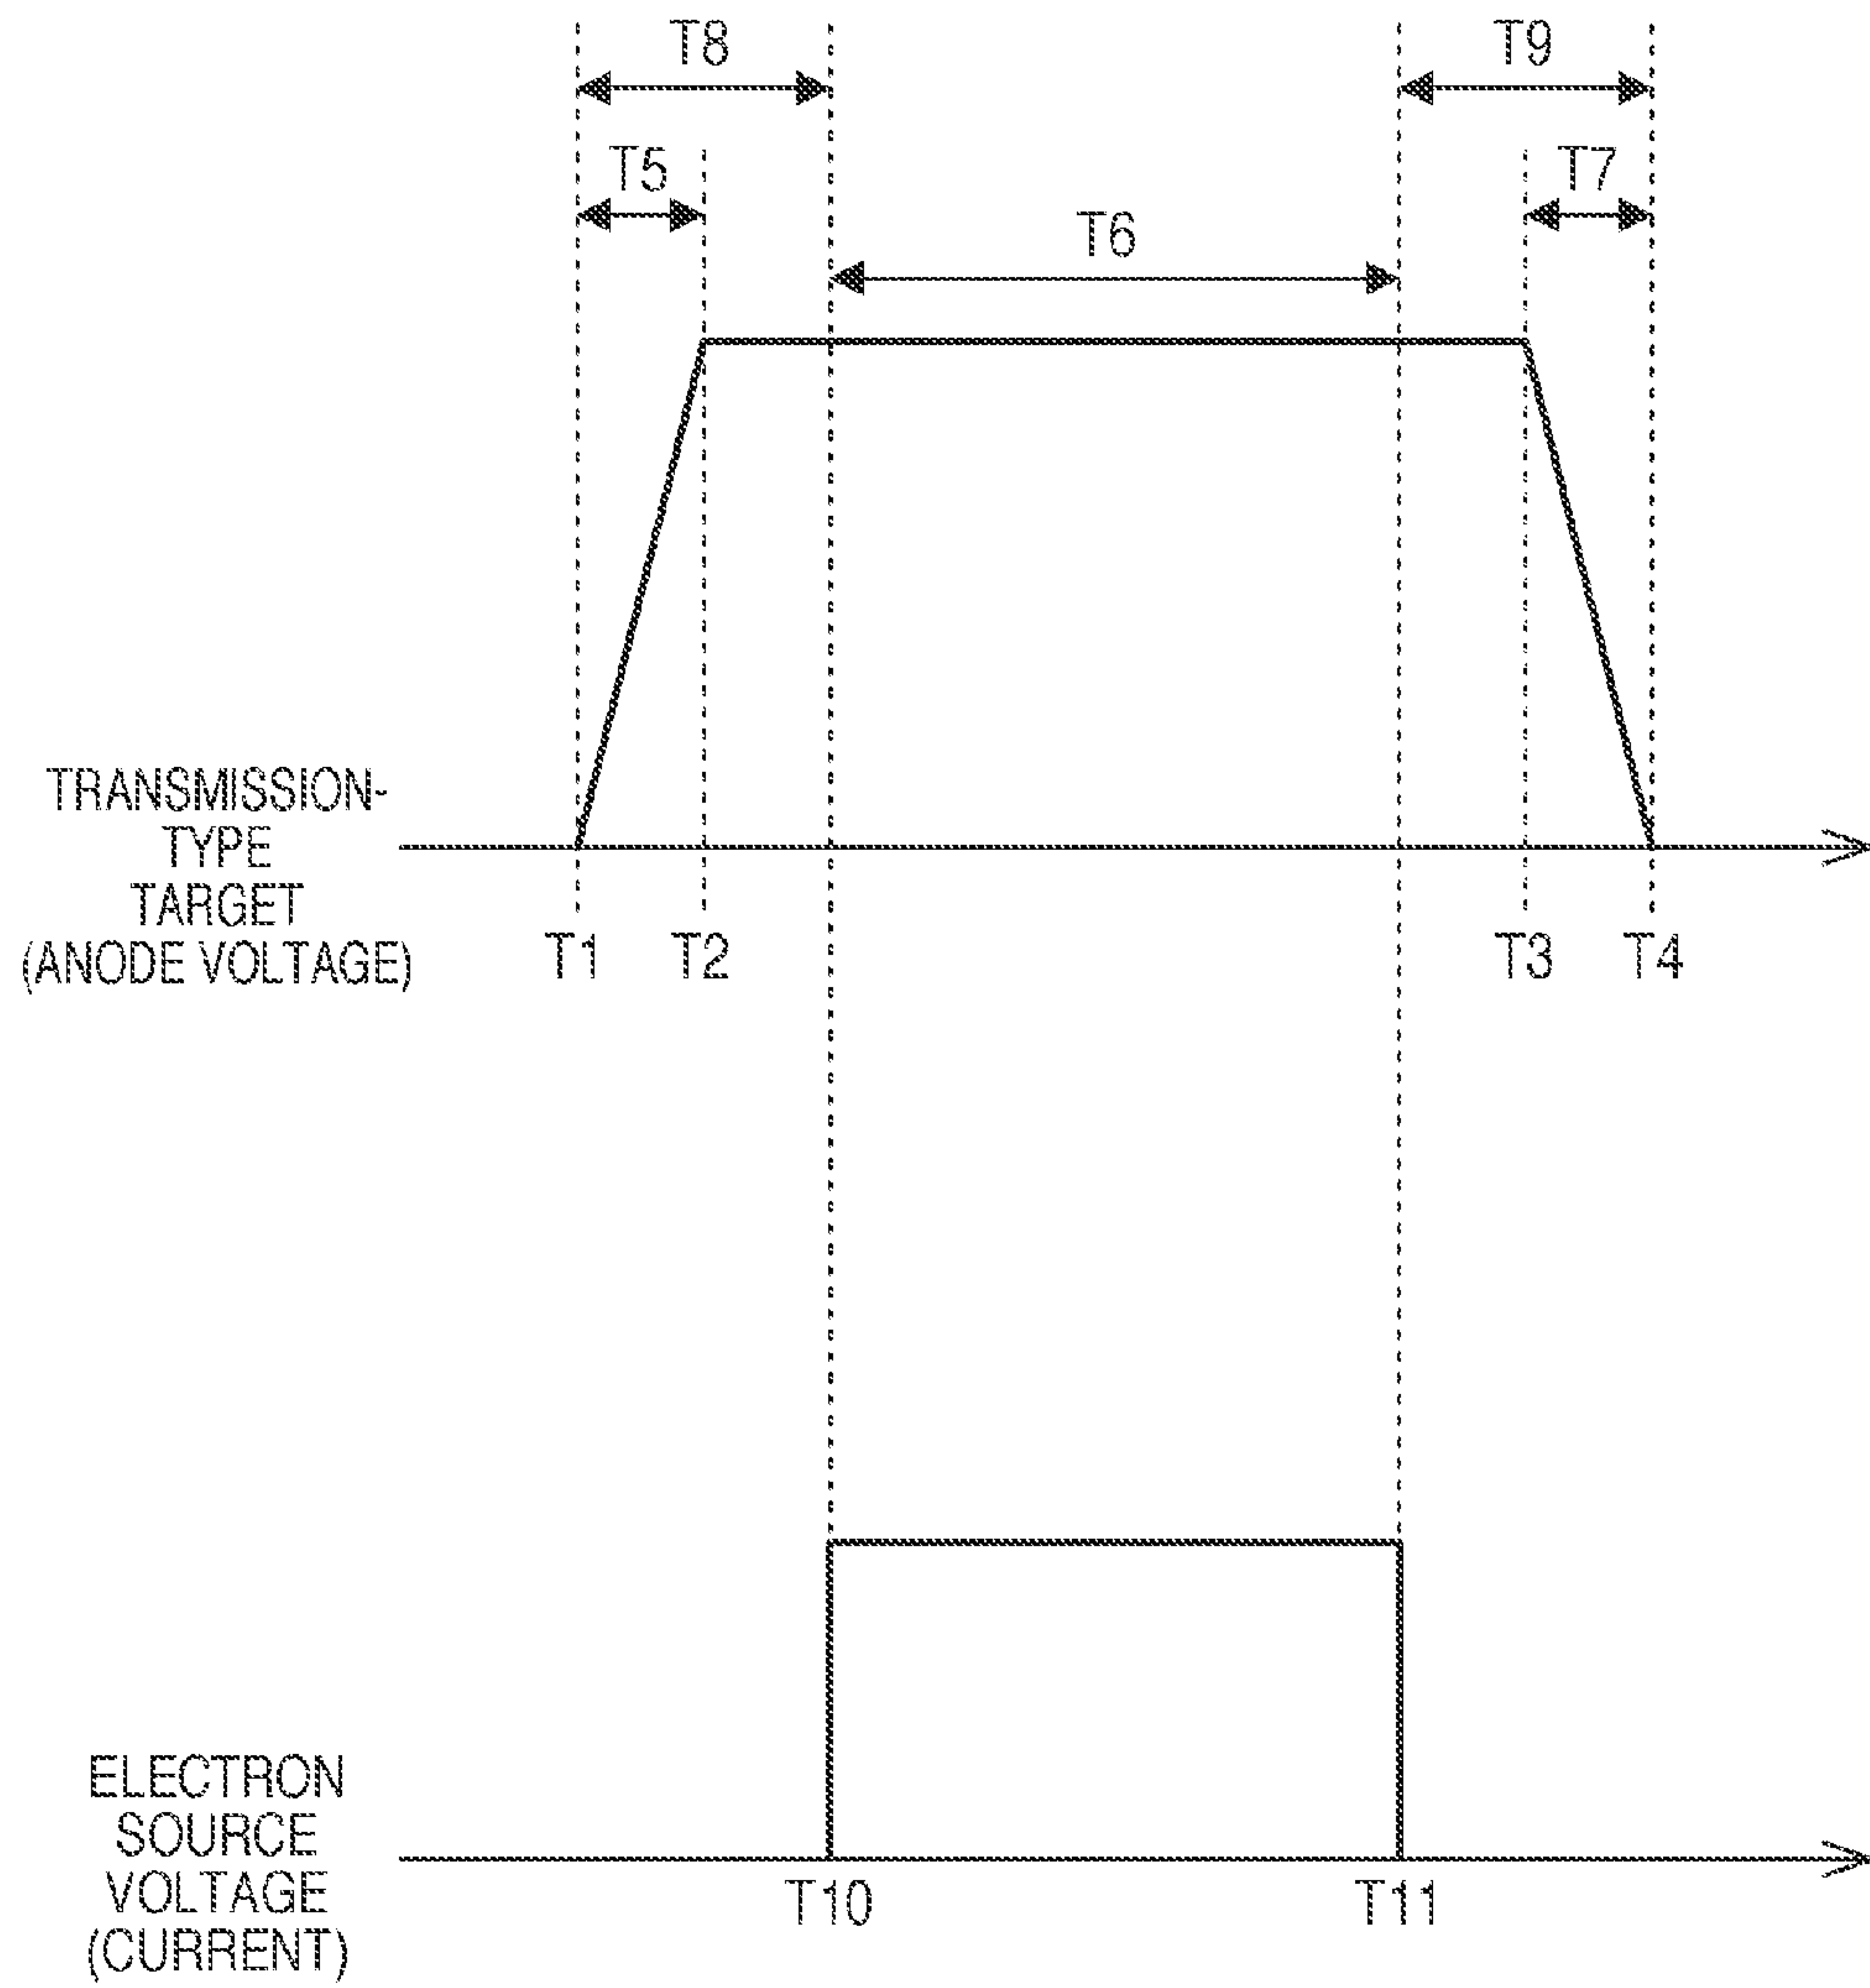 T8
T9
T5
T7
T6
TRANSMISSION-
TYPE
TARGET
(ANODE VOLTAGE)
T1
T2
T3
T4
ELECTRON
SOURCE
VOLTAGE
(CURRENT)
T10
T11